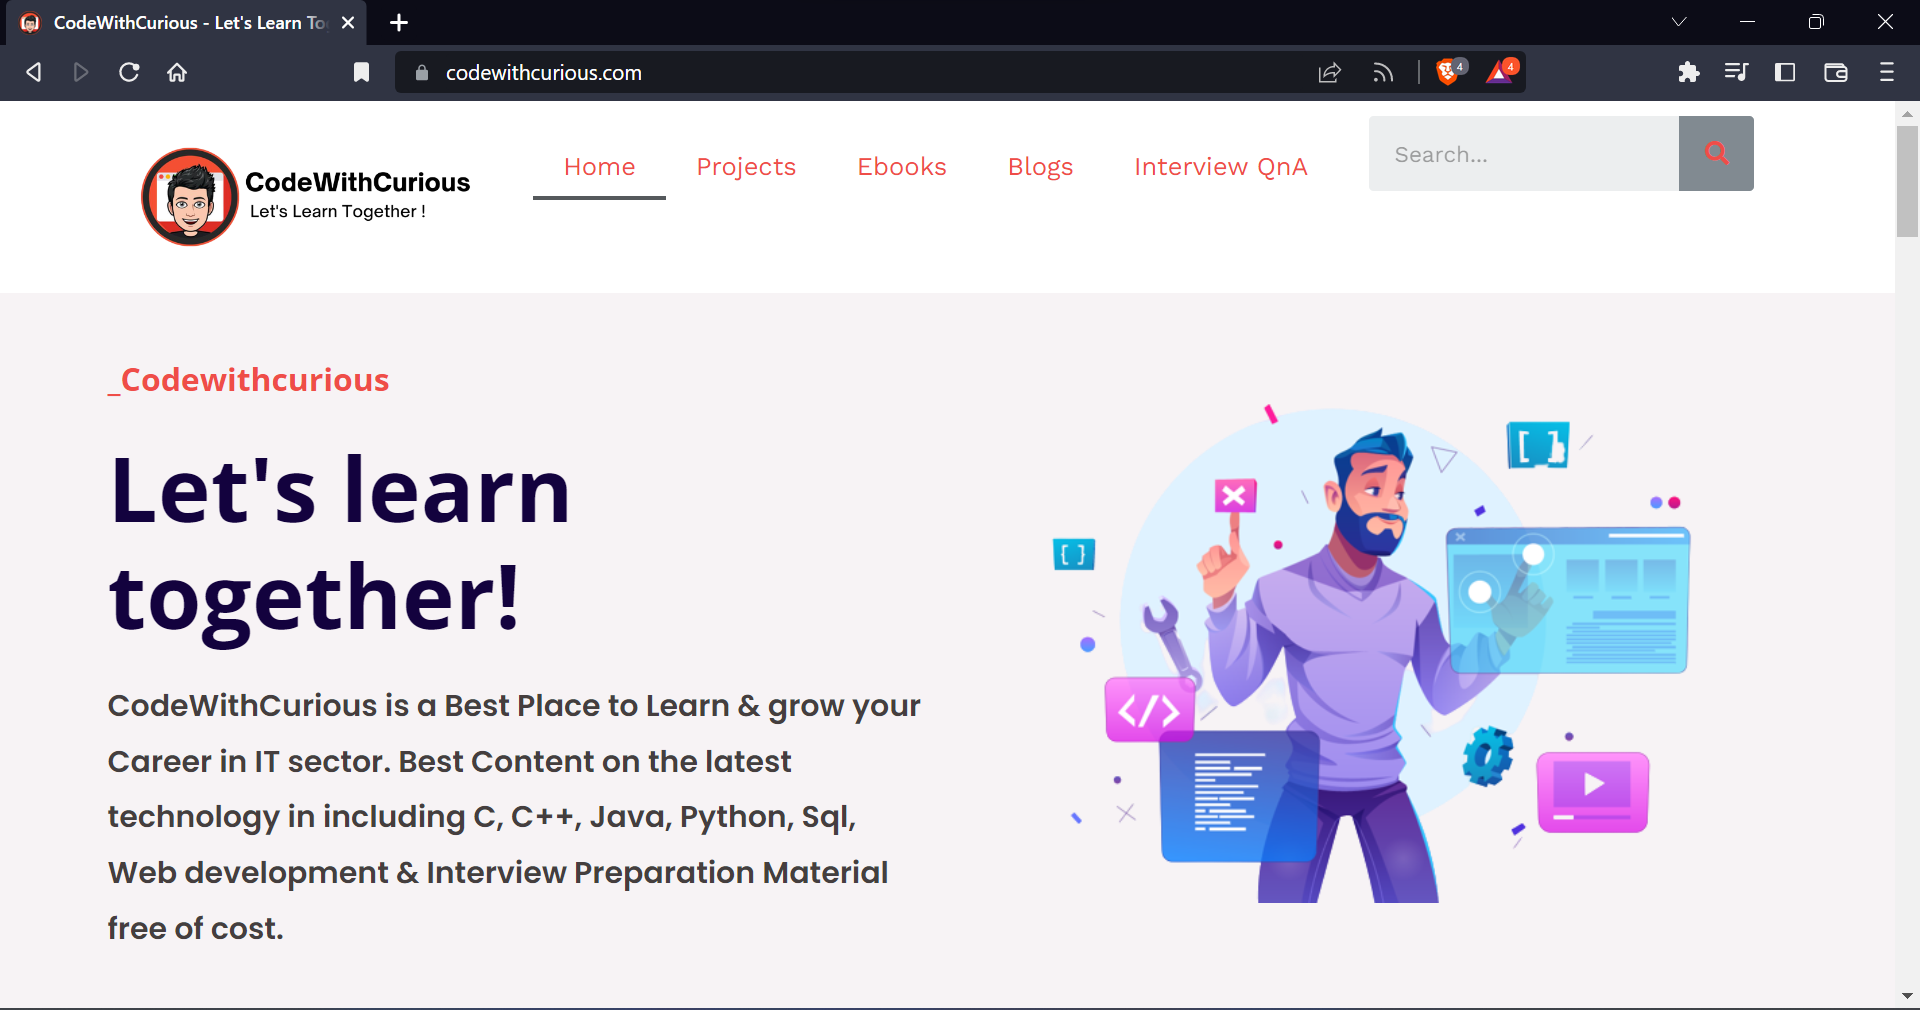 CodeWithCurious - Let's Learn To
codewithcurious.com
4
4
CodeWithCurious
Let's Learn Together !
Home
Projects
Ebooks
Blogs
Interview QnA
Search...
_Codewithcurious
Let's learn
together!
CodeWithCurious is a Best Place to Learn & grow your
Career in IT sector. Best Content on the latest
technology in including C, C++, Java, Python, Sql,
Web development & Interview Preparation Material
free of cost.
[ ]
{ }
</>